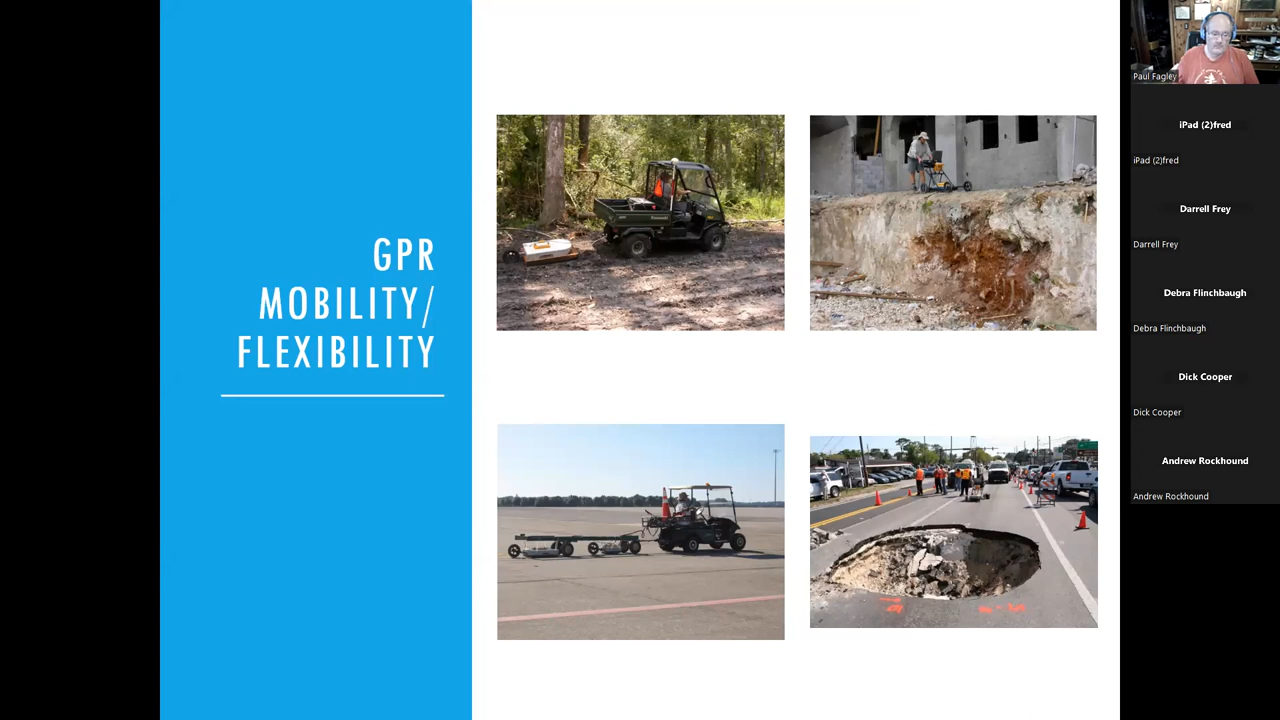 GPR
MOBILITY/
FLEXIBILITY
Paul Fagley
iPad (2)fred
iPad (2)fred
Darrell Frey
Darrell Frey
Debra Flinchbaugh
Debra Flinchbaugh
Dick Cooper
Dick Cooper
Andrew Rockhound
Andrew Rockhound